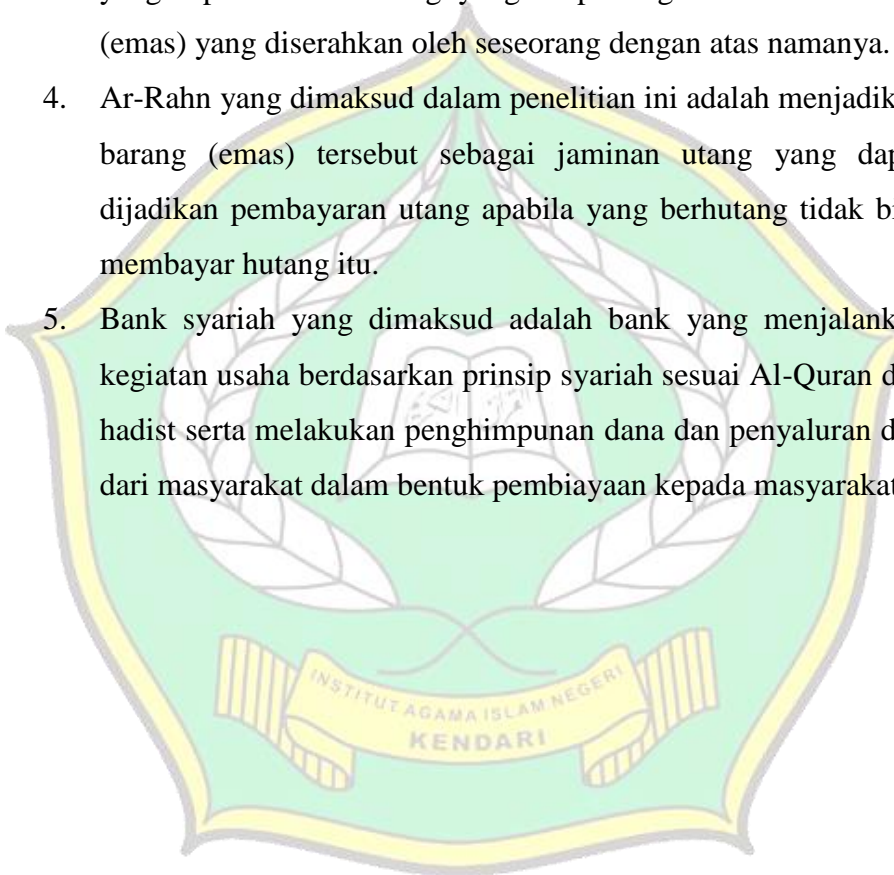 (emas) yang diserahkan oleh seseorang dengan atas namanya.
4. Ar-Rahn yang dimaksud dalam penelitian ini adalah menjadik
barang (emas) tersebut sebagai jaminan utang yang dap
dijadikan pembayaran utang apabila yang berhutang tidak bi
membayar hutang itu.
5. Bank syariah yang dimaksud adalah bank yang menjalank
kegiatan usaha berdasarkan prinsip syariah sesuai Al-Quran d
hadist serta melakukan penghimpunan dana dan penyaluran d
dari masyarakat dalam bentuk pembiayaan kepada masyarakat
INSTITUT AGAMA ISLAM NEGERI
KENDARI